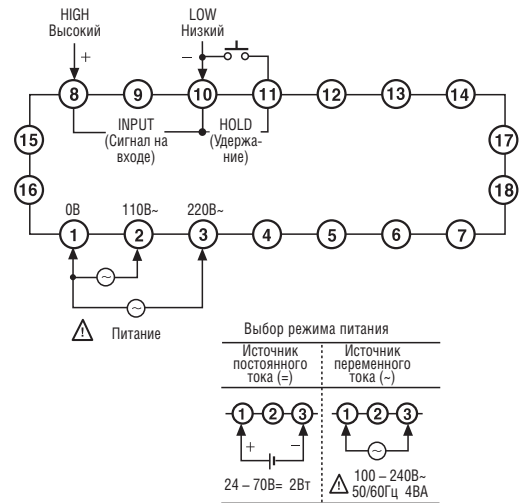 HIGH
Высокий
+
LOW
Низкий
–
8 9 10 11 12 13 14
INPUT
(Сигнал на
входе)
HOLD
(Удержа-
ние)
15
16
17
18
0В 110В~ 220В~
1 2 3 4 5 6 7
~
~
! Питание
Выбор режима питания
Источник
постоянного
тока (=)
Источник
переменного
тока (~)
1 2 3
+ –
24 – 70В= 2Вт
1 2 3
~
! 100 – 240В~
50/60Гц 4ВА